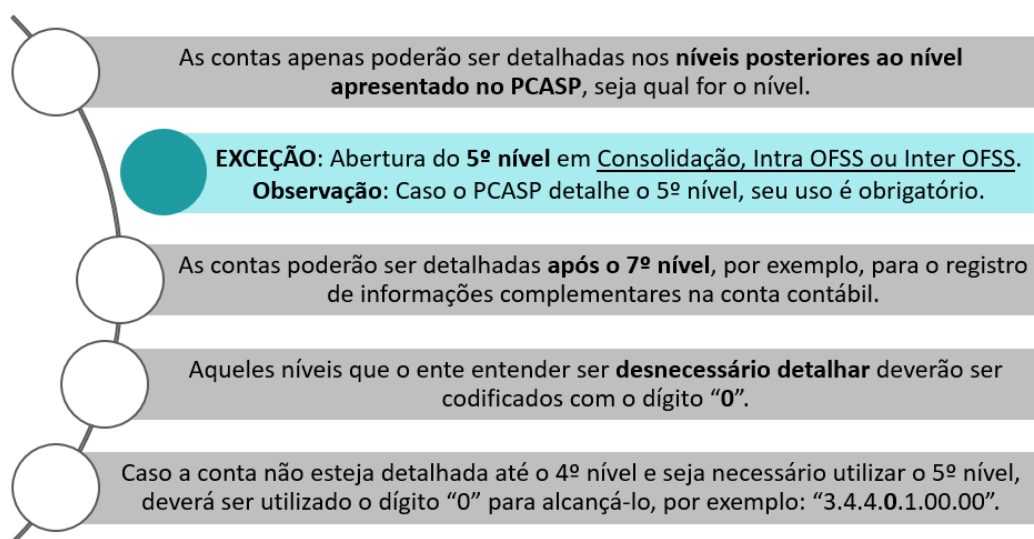 As contas apenas poderão ser detalhadas nos níveis posteriores ao nível
apresentado no PCASP, seja qual for o nível.
EXCEÇÃO: Abertura do 5º nível em Consolidação, Intra OFSS ou Inter OFSS.
Observação: Caso o PCASP detalhe o 5º nível, seu uso é obrigatório.
As contas poderão ser detalhadas após o 7º nível, por exemplo, para o registro
de informações complementares na conta contábil.
Aqueles níveis que o ente entender ser desnecessário detalhar deverão ser
codificados com o dígito “0”.
Caso a conta não esteja detalhada até o 4º nível e seja necessário utilizar o 5º nível,
deverá ser utilizado o dígito “0” para alcançá-lo, por exemplo: “3.4.4.0.1.00.00”.